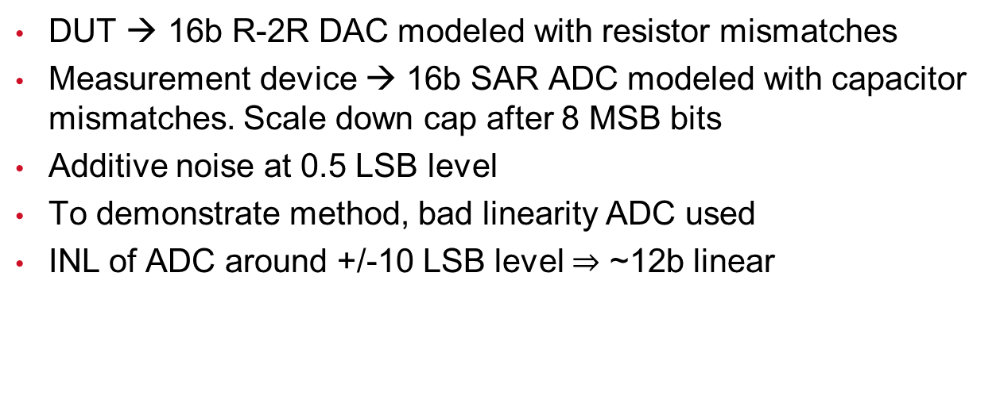 • DUT → 16b R-2R DAC modeled with resistor mismatches
• Measurement device → 16b SAR ADC modeled with capacitor
mismatches. Scale down cap after 8 MSB bits
• Additive noise at 0.5 LSB level
• To demonstrate method, bad linearity ADC used
• INL of ADC around +/-10 LSB level ⇒ ~12b linear